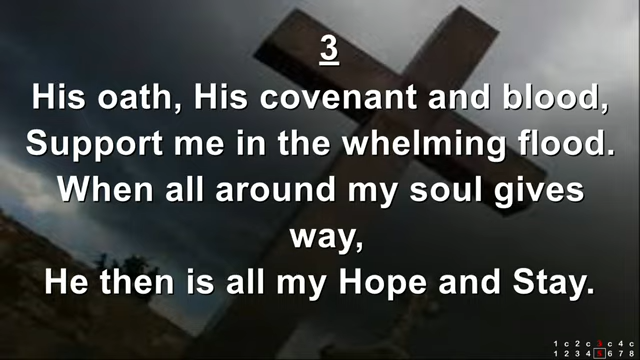 3
His oath, His covenant and blood,
Support me in the whelming flood.
When all around my soul gives
way,
He then is all my Hope and Stay.
1 c 2 c 3 c 4 c
1 2 3 4 5 6 7 8